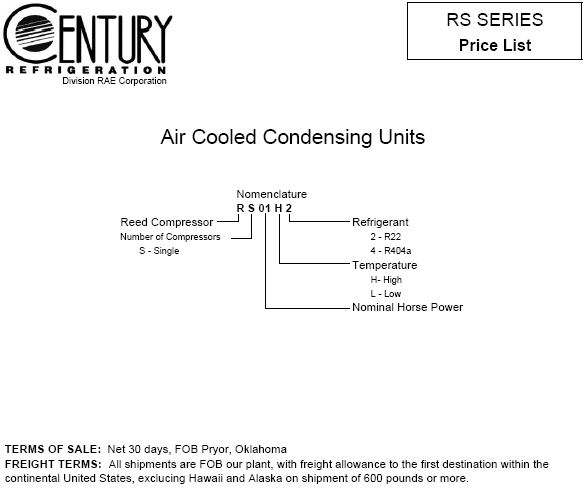 CENTURY
REFRIGERATION
Division RAE Corporation
RS SERIES
Price List
Air Cooled Condensing Units
Nomenclature
R S 01 H 2
Reed Compressor
Number of Compressors
S - Single
Refrigerant
2 - R22
4 - R404a
Temperature
H- High
L - Low
Nominal Horse Power
TERMS OF SALE: Net 30 days, FOB Pryor, Oklahoma
FREIGHT TERMS: All shipments are FOB our plant, with freight allowance to the first destination within the
continental United States, exclucing Hawaii and Alaska on shipment of 600 pounds or more.